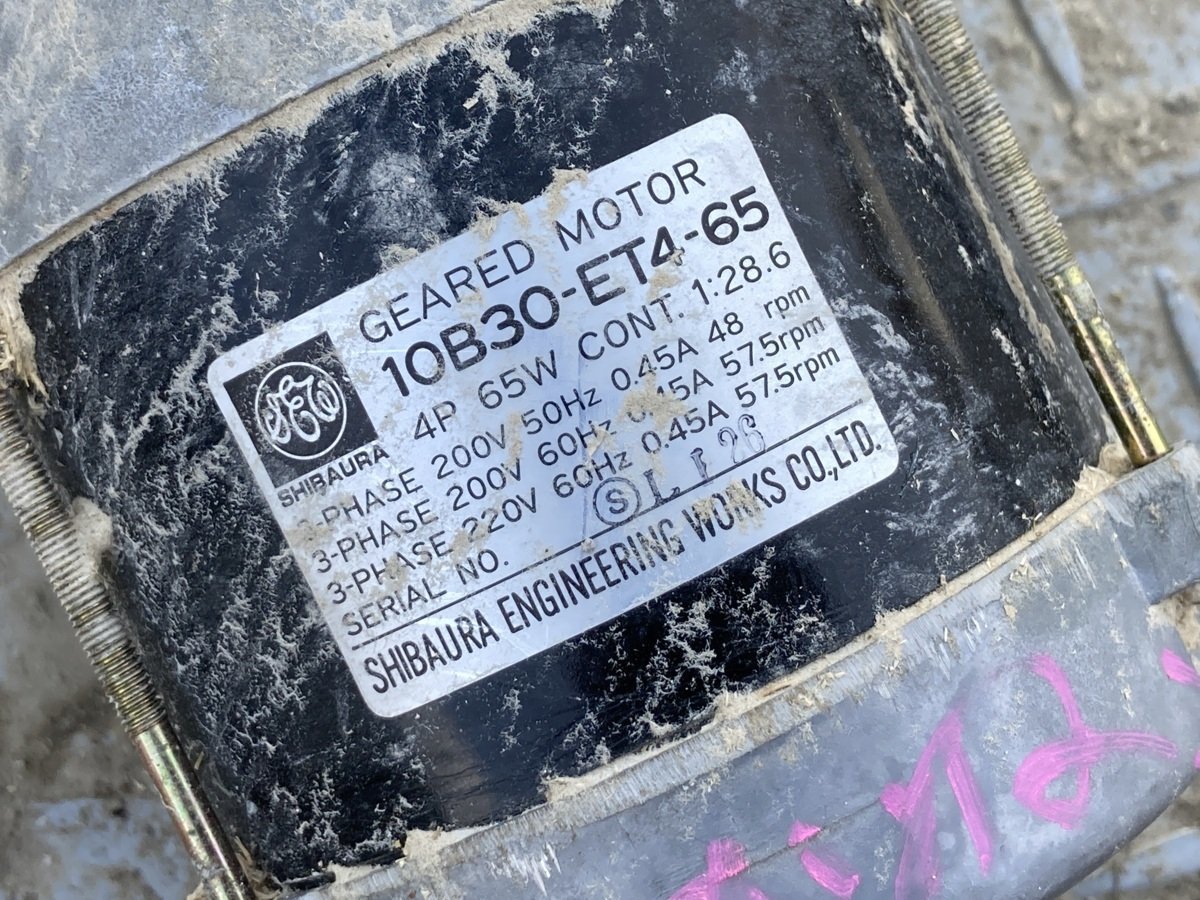 GEARED MOTOR
10B30-ET4-65
4P 65W CONT. 1:28.6
SHIBAURA
3-PHASE 200V 50Hz 0.45A 48 rpm
3-PHASE 200V 60Hz 0.45A 57.5rpm
3-PHASE 220V 60Hz 0.45A 57.5rpm
SERIAL NO. Ⓢ L I 26
SHIBAURA ENGINEERING WORKS CO.,LTD.